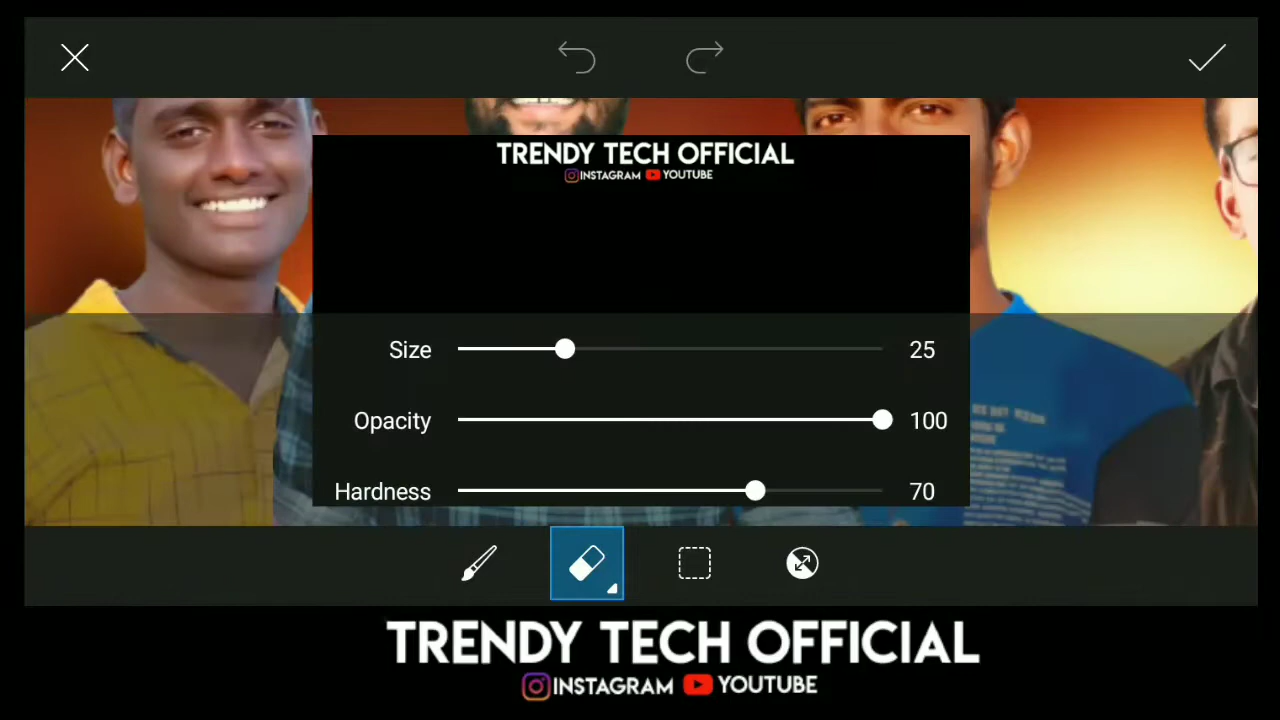 TRENDY TECH OFFICIAL
INSTAGRAM YOUTUBE
Size 25
Opacity 100
Hardness 70
TRENDY TECH OFFICIAL
INSTAGRAM YOUTUBE